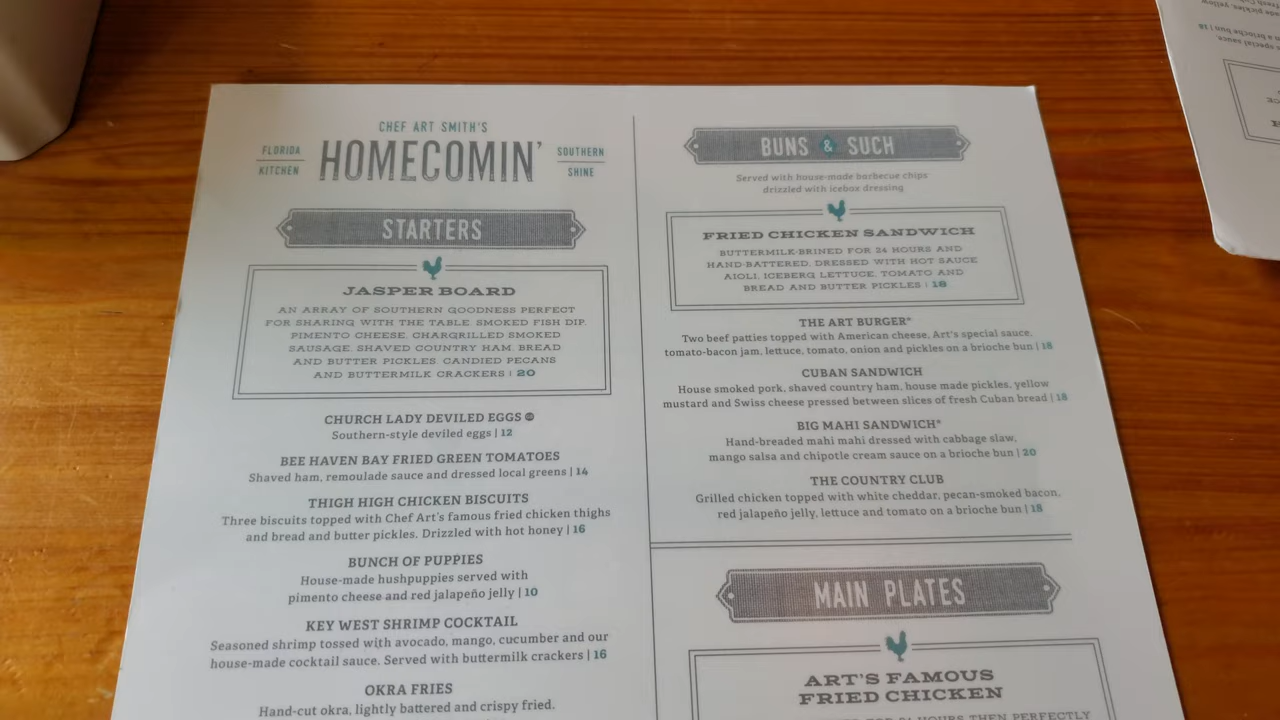 CHEF ART SMITH'S
FLORIDA
KITCHEN
HOMECOMIN'
SOUTHERN
SHINE
STARTERS
JASPER BOARD
AN ARRAY OF SOUTHERN GOODNESS PERFECT
FOR SHARING WITH THE TABLE. SMOKED FISH DIP,
PIMENTO CHEESE, CHARGRILLED SMOKED
SAUSAGE, SHAVED COUNTRY HAM, BREAD
AND BUTTER PICKLES, CANDIED PECANS
AND BUTTERMILK CRACKERS | 20
CHURCH LADY DEVILED EGGS
Southern-style deviled eggs | 12
BEE HAVEN BAY FRIED GREEN TOMATOES
Shaved ham, remoulade sauce and dressed local greens | 14
THIGH HIGH CHICKEN BISCUITS
Three biscuits topped with Chef Art's famous fried chicken thighs
and bread and butter pickles. Drizzled with hot honey | 16
BUNCH OF PUPPIES
House-made hushpuppies served with
pimento cheese and red jalapeño jelly | 10
KEY WEST SHRIMP COCKTAIL
Seasoned shrimp tossed with avocado, mango, cucumber and our
house-made cocktail sauce. Served with buttermilk crackers | 16
OKRA FRIES
Hand-cut okra, lightly battered and crispy fried.
BUNS & SUCH
Served with house-made barbecue chips
drizzled with icebox dressing
FRIED CHICKEN SANDWICH
BUTTERMILK-BRINED FOR 24 HOURS AND
HAND-BATTERED. DRESSED WITH HOT SAUCE
AIOLI, ICEBERG LETTUCE, TOMATO AND
BREAD AND BUTTER PICKLES | 18
THE ART BURGER*
Two beef patties topped with American cheese, Art's special sauce,
tomato-bacon jam, lettuce, tomato, onion and pickles on a brioche bun | 18
CUBAN SANDWICH
House smoked pork, shaved country ham, house made pickles, yellow
mustard and Swiss cheese pressed between slices of fresh Cuban bread | 18
BIG MAHI SANDWICH*
Hand-breaded mahi mahi dressed with cabbage slaw,
mango salsa and chipotle cream sauce on a brioche bun | 20
THE COUNTRY CLUB
Grilled chicken topped with white cheddar, pecan-smoked bacon,
red jalapeño jelly, lettuce and tomato on a brioche bun | 18
MAIN PLATES
ART'S FAMOUS
FRIED CHICKEN
FOR 24 HOURS THEN PERFECTLY
special sauce,
a brioche bun | 18
pickles, yellow